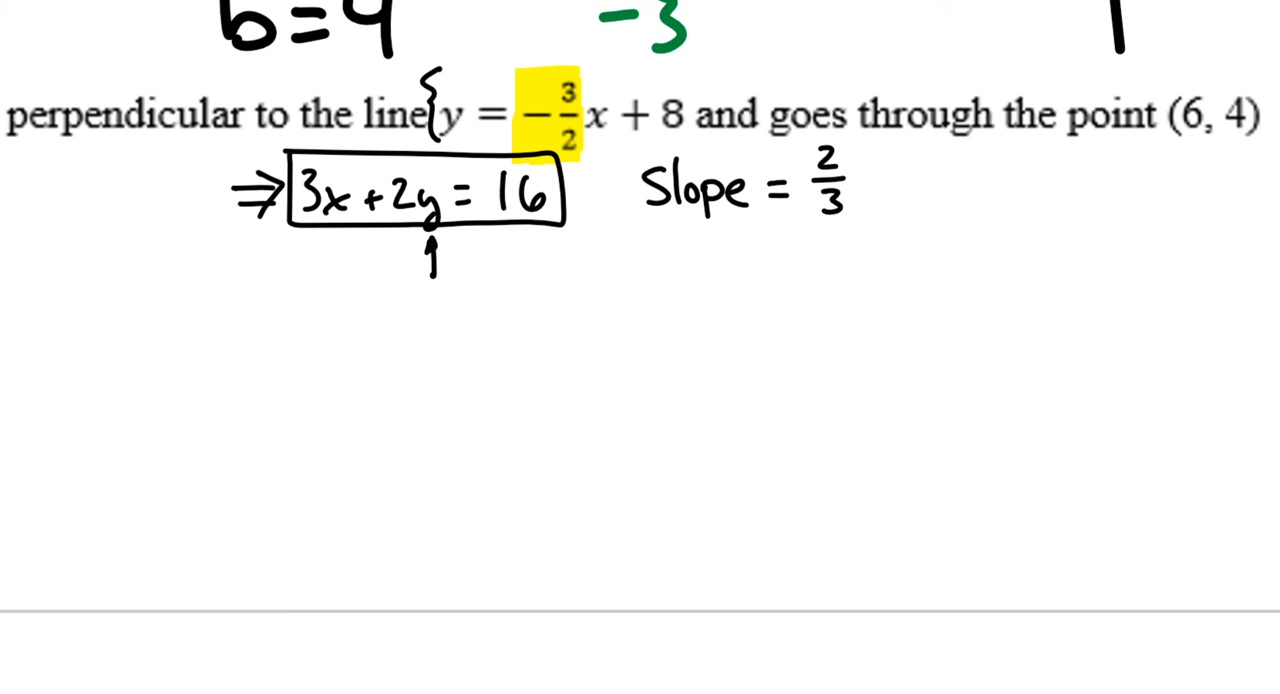 b=4 -3
perpendicular to the line {y = -3/2 x + 8 and goes through the point (6, 4)
⇒ 3x+2y = 16 Slope = 2/3